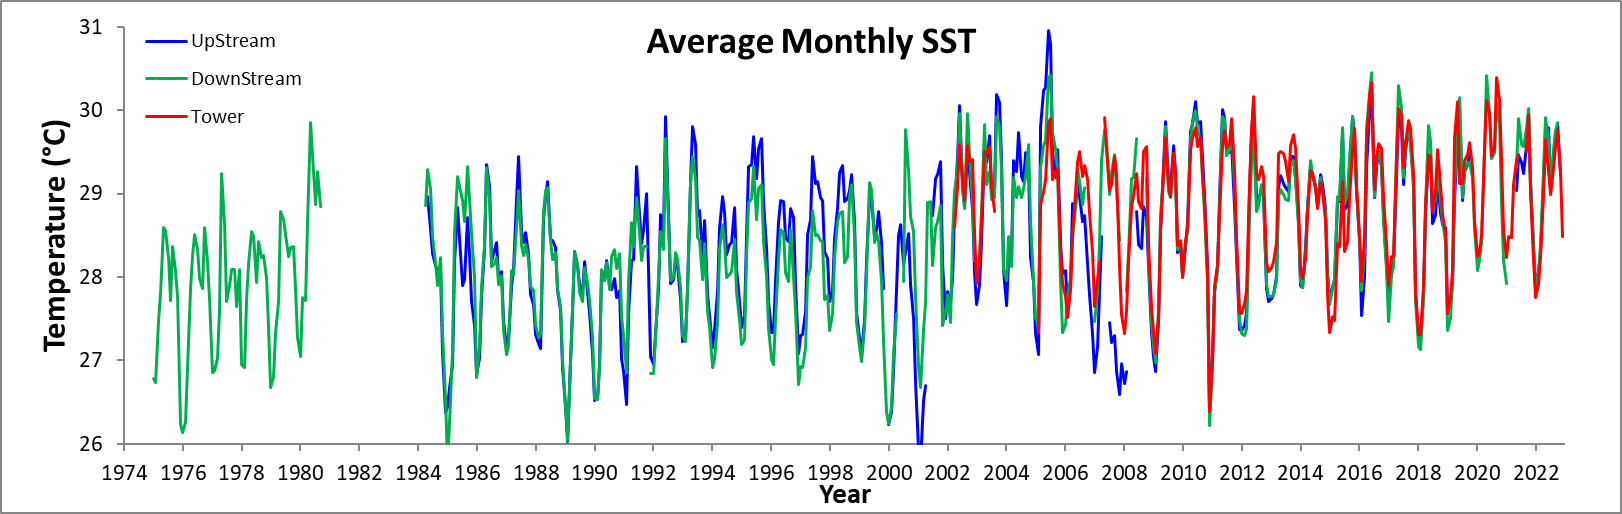 Average Monthly SST
UpStream
DownStream
Tower
Temperature (°C)
31
30
29
28
27
26
1974 1976 1978 1980 1982 1984 1986 1988 1990 1992 1994 1996 1998 2000 2002 2004 2006 2008 2010 2012 2014 2016 2018 2020 2022
Year